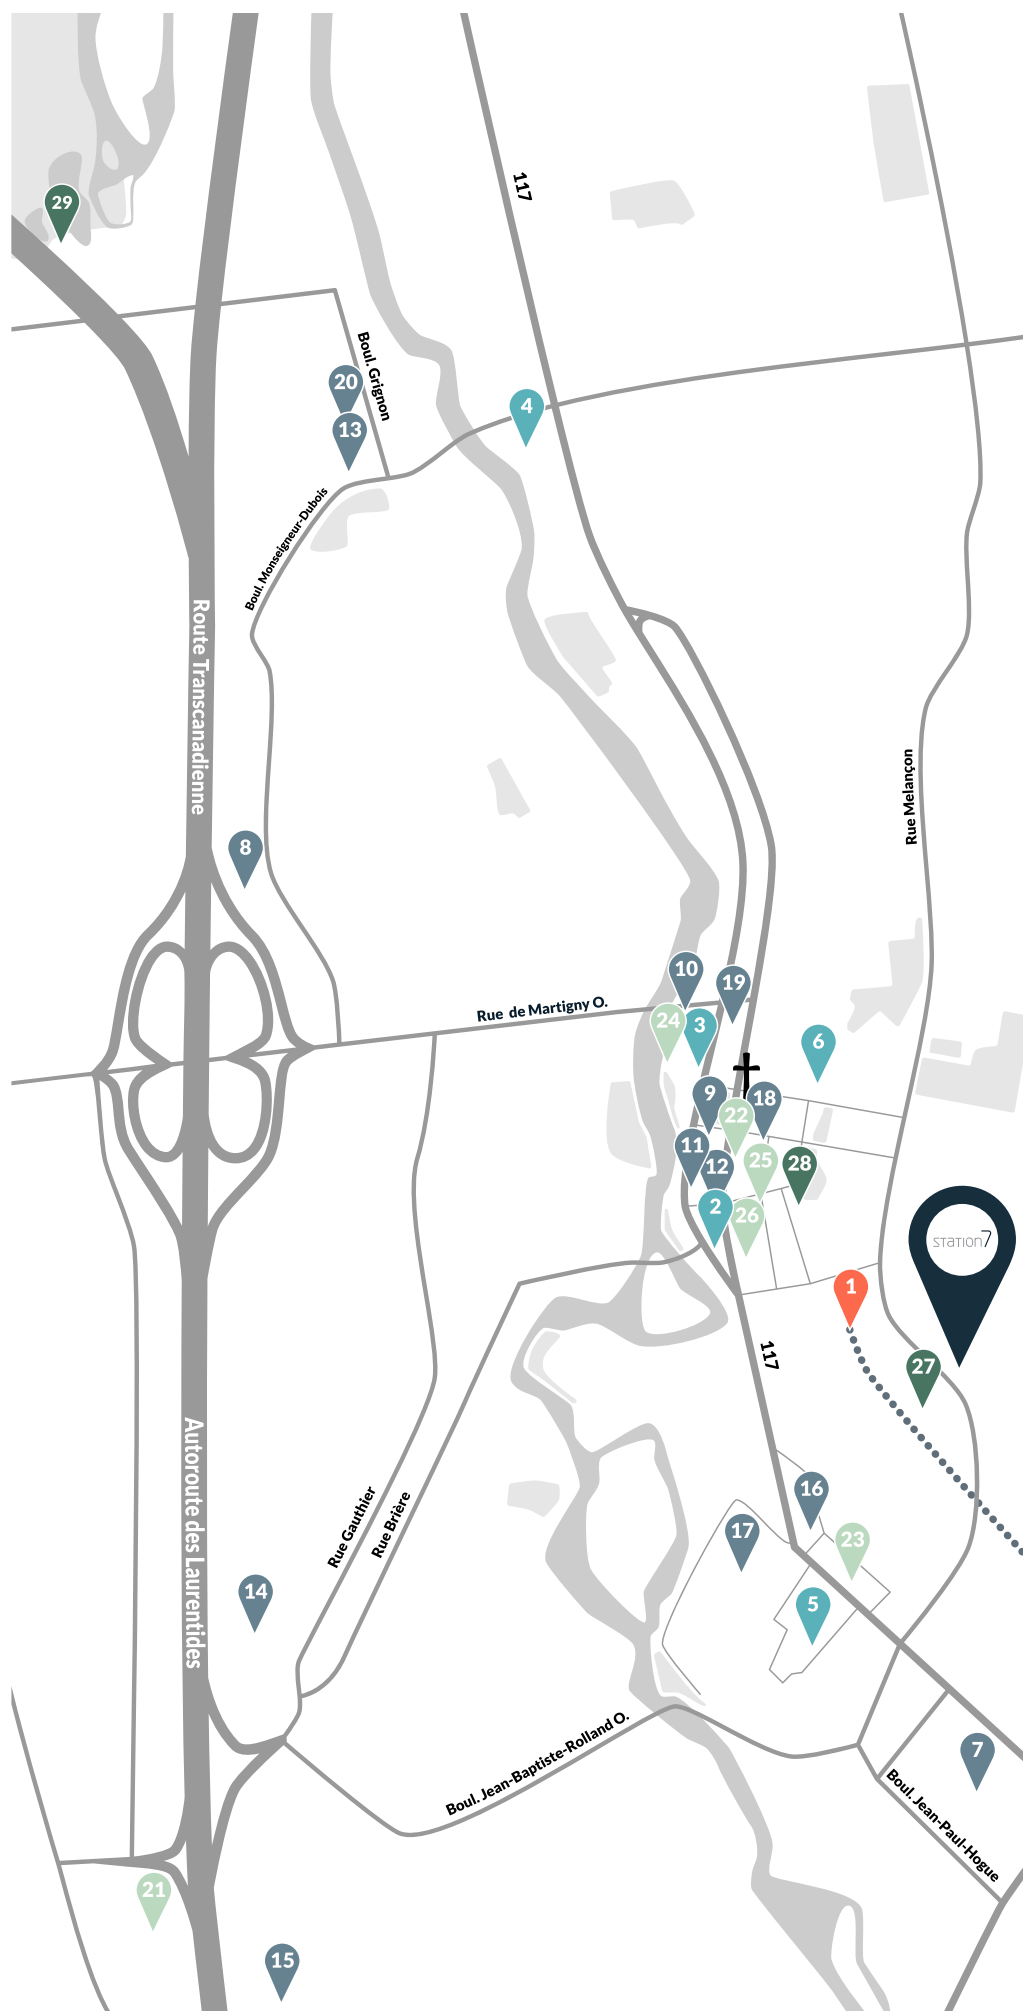 117
29
Boul. Grignon
20
4
13
Boul. Monseigneur-Dubois
Route Transcanadienne
Rue Melançon
8
10
19
Rue de Martigny O.
24
3
6
9
18
22
11
12
25
28
2
26
STATION7
1
117
27
Autoroute des Laurentides
Rue Gauthier
Rue Brière
16
17
23
14
5
Boul. Jean-Baptiste-Rolland O.
7
Boul. Jean-Paul-Hogue
21
15